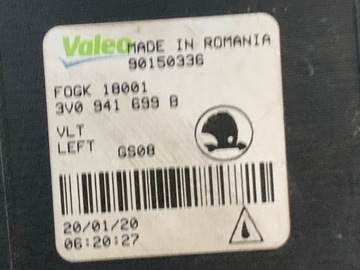 Valeo MADE IN ROMANIA
90150336
FOGK 18001
3V0 941 699 B
VLT
LEFT GS08
20/01/20
06:20:27